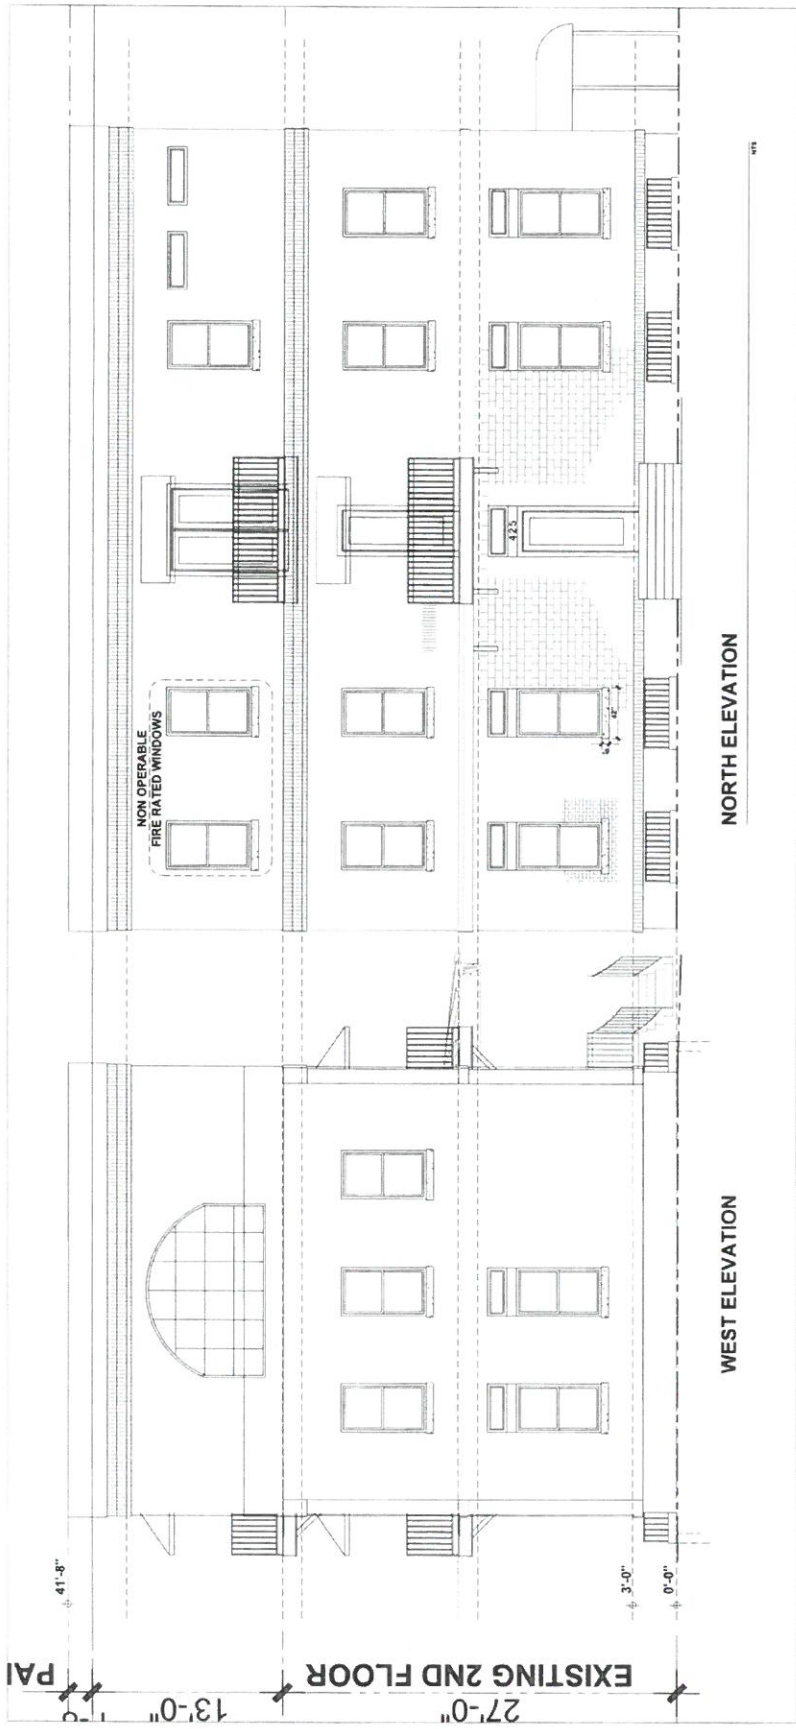 41'-8"
3'-0"
0'-0"
EXISTING 2ND FLOOR
27'-0"
13'-0"
WEST ELEVATION
NON OPERABLE
FIRE RATED WINDOWS
425
NORTH ELEVATION
NTS